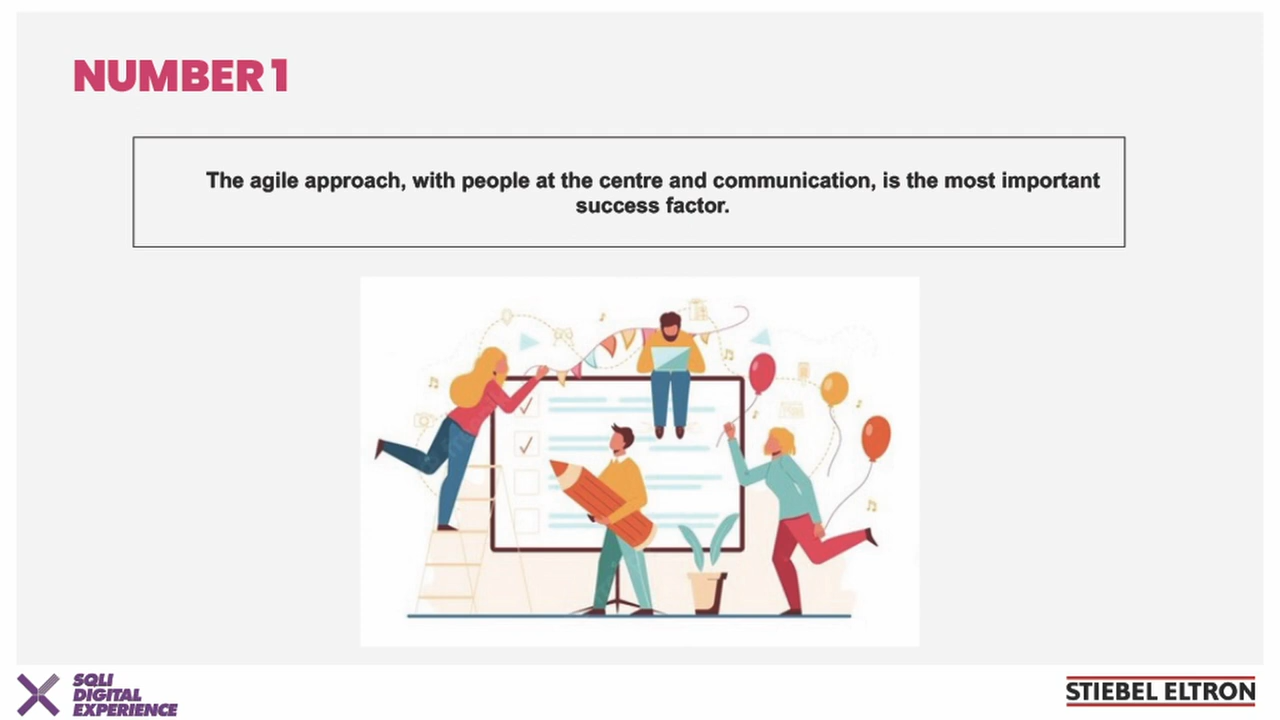 NUMBER 1
The agile approach, with people at the centre and communication, is the most important
success factor.
SQLI
DIGITAL
EXPERIENCE
STIEBEL ELTRON